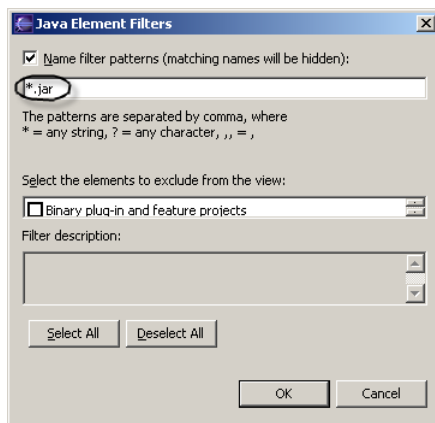 Java Element Filters
Name filter patterns (matching names will be hidden):
*.jar
The patterns are separated by comma, where
* = any string, ? = any character, ,, = ,
Select the elements to exclude from the view:
Binary plug-in and feature projects
Filter description:
Select All Deselect All
OK Cancel